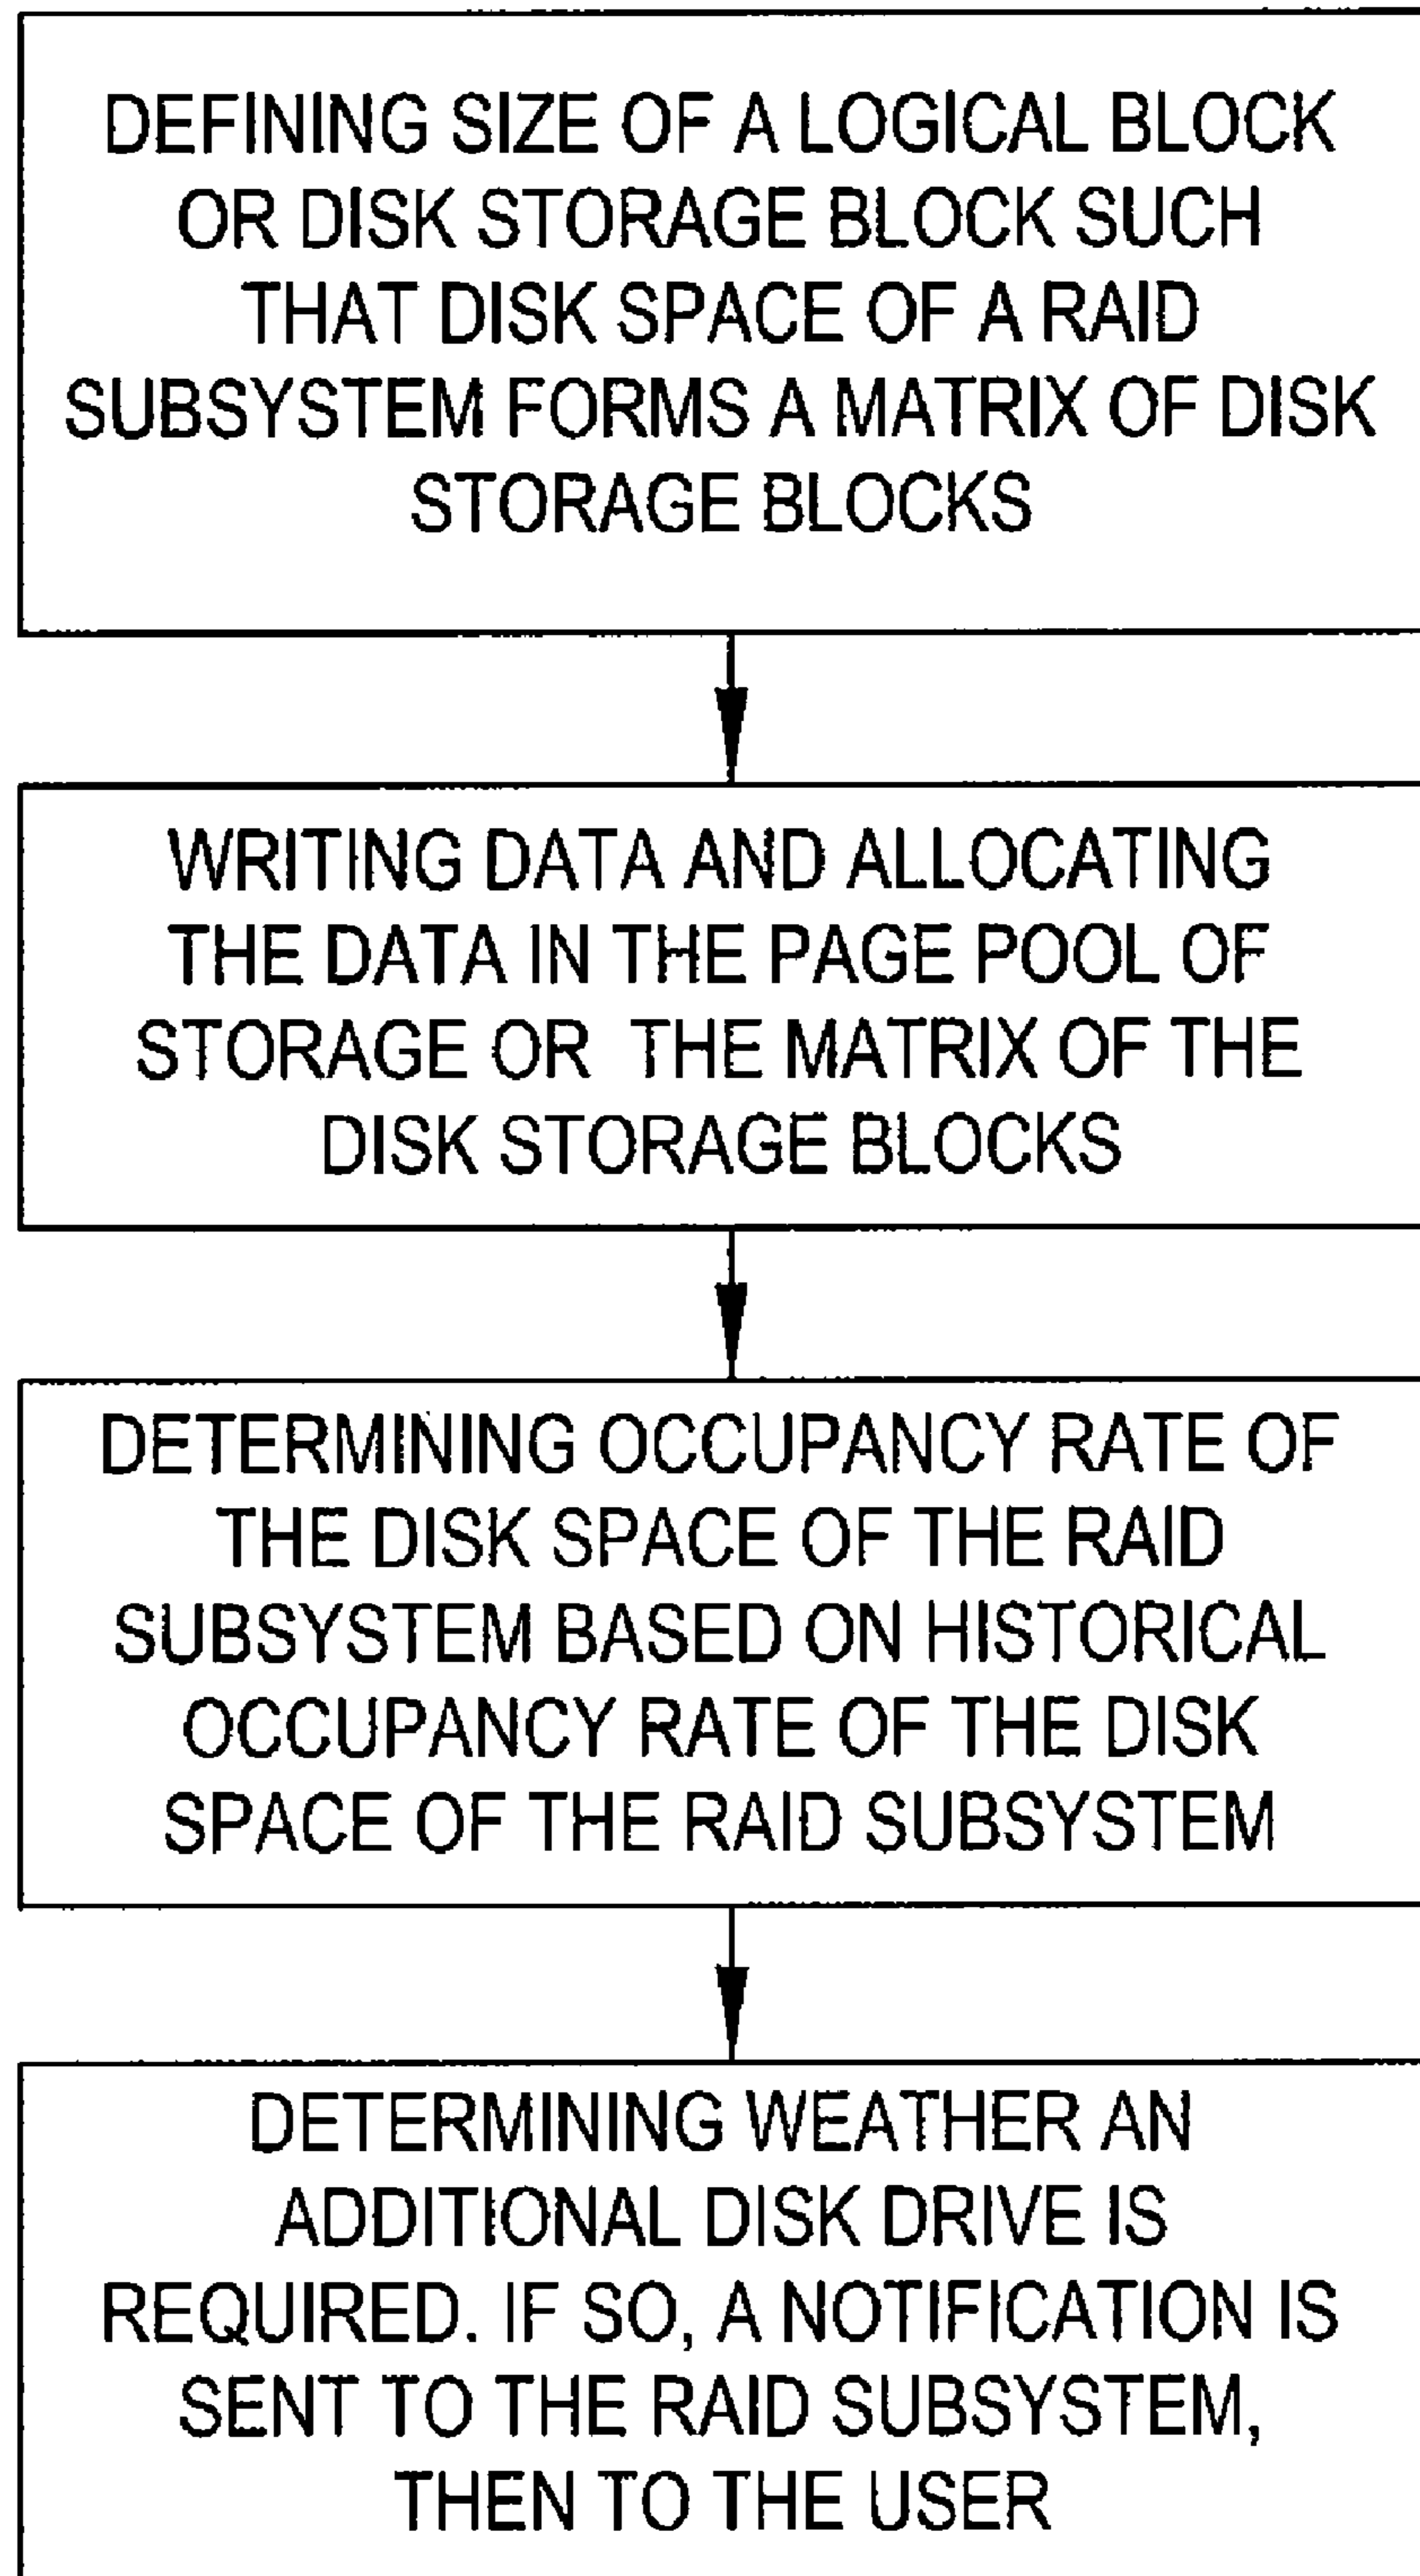 DEFINING SIZE OF A LOGICAL BLOCK
OR DISK STORAGE BLOCK SUCH
THAT DISK SPACE OF A RAID
SUBSYSTEM FORMS A MATRIX OF DISK
STORAGE BLOCKS
WRITING DATA AND ALLOCATING
THE DATA IN THE PAGE POOL OF
STORAGE OR THE MATRIX OF THE
DISK STORAGE BLOCKS
DETERMINING OCCUPANCY RATE OF
THE DISK SPACE OF THE RAID
SUBSYSTEM BASED ON HISTORICAL
OCCUPANCY RATE OF THE DISK
SPACE OF THE RAID SUBSYSTEM
DETERMINING WEATHER AN
ADDITIONAL DISK DRIVE IS
REQUIRED. IF SO, A NOTIFICATION IS
SENT TO THE RAID SUBSYSTEM,
THEN TO THE USER